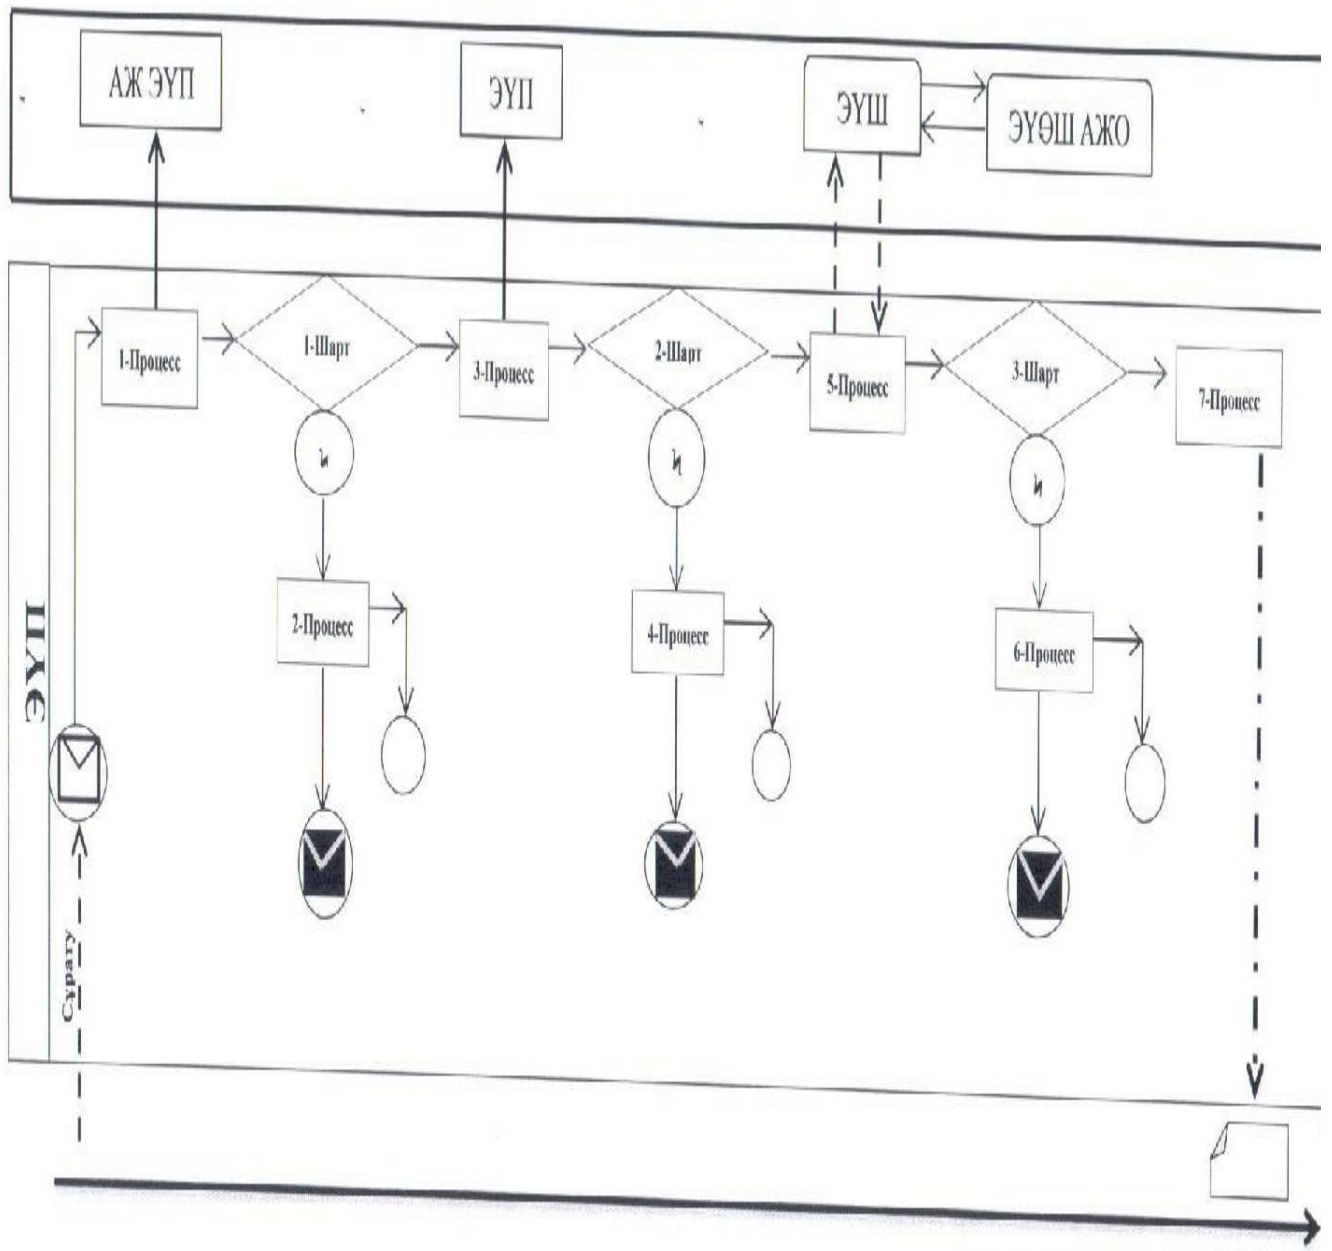 АЖ ЭҮП
ЭҮП
ЭҮШ
ЭҮӨШ АЖО
1-Процесс
1-Шарт
3-Процесс
2-Шарт
5-Процесс
3-Шарт
7-Процесс
2-Процесс
4-Процесс
6-Процесс
ЭҮП
Сұрату